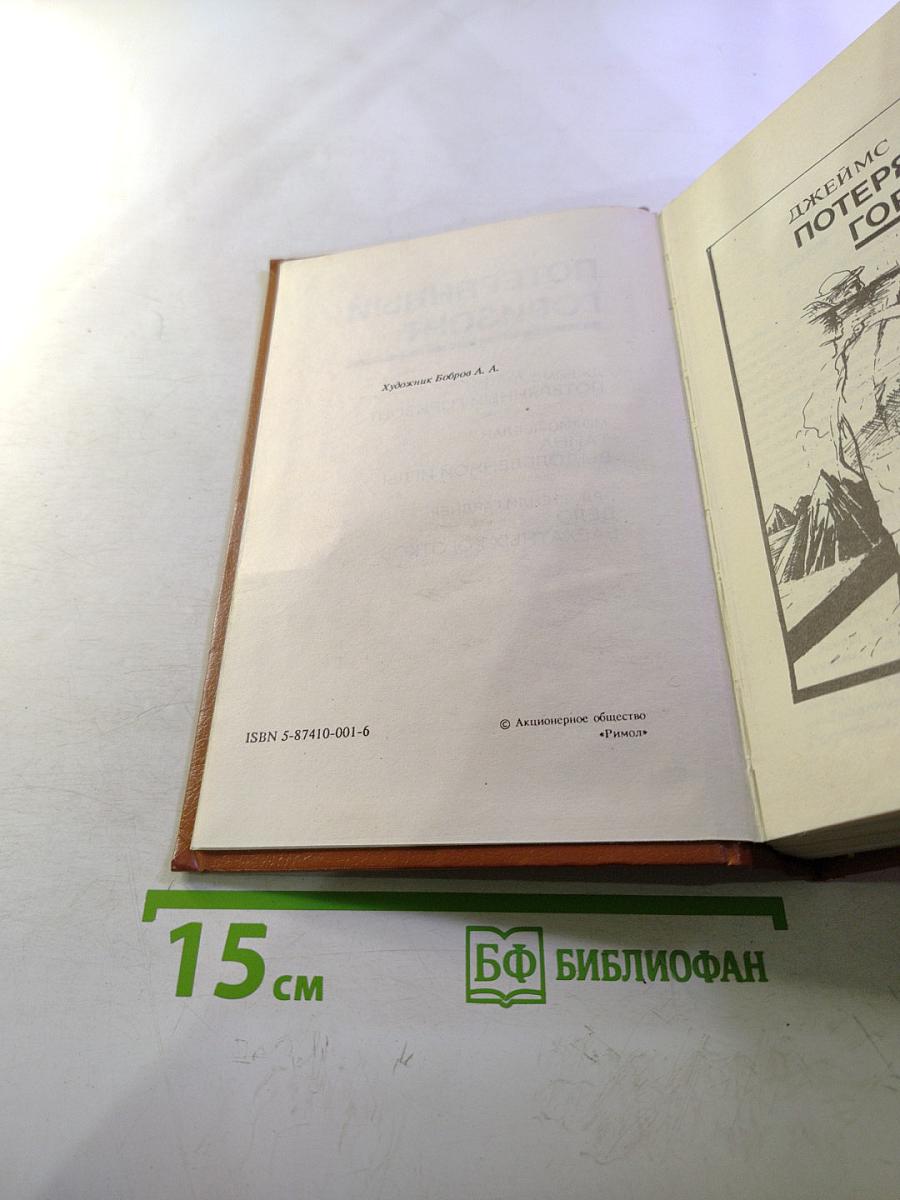 Художник Бобров А. А.
ISBN 5-87410-001-6
© Акционерное общество
«Римол»
ДЖЕЙМС
ПОТЕРЯ
ГОР
15 см
БФ БИБЛИОФАН